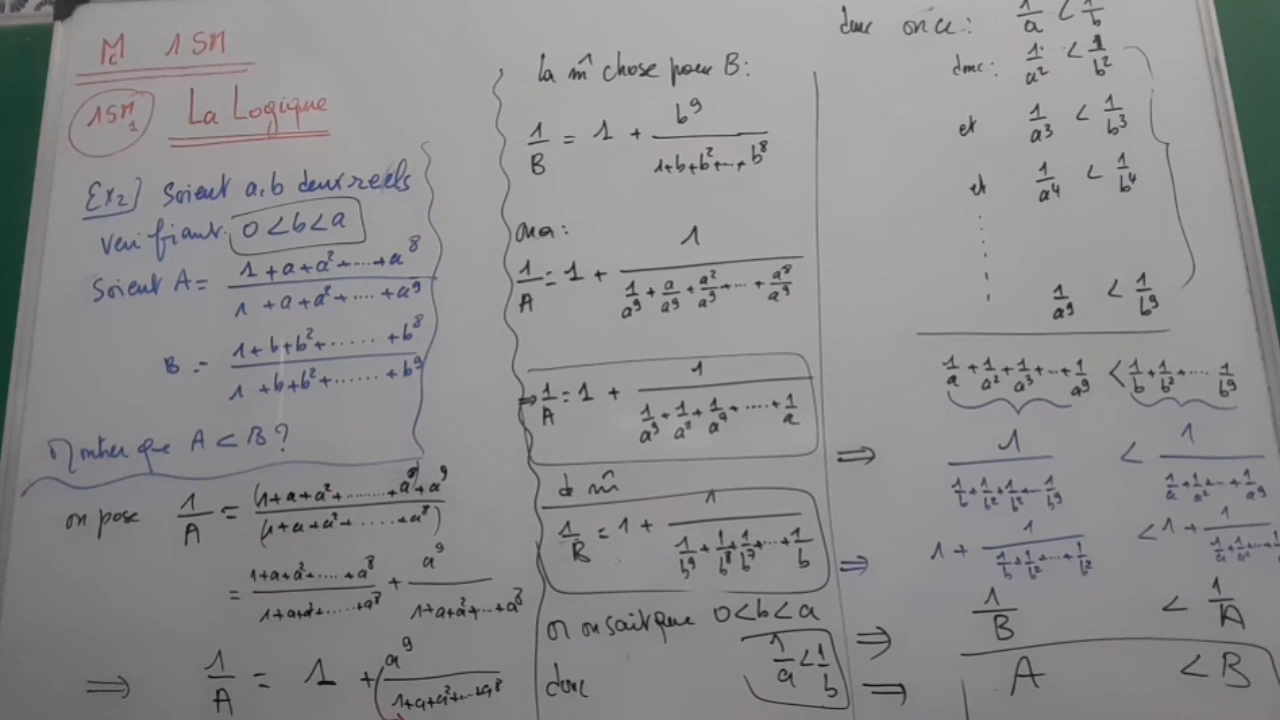 Mc 1SM
1SM1 La Logique
Ex2] Soient a,b deux reels
verifiant 0 < b < a
Soient A = (1+a+a²+....+a⁸)/(1+a+a²+....+a⁹)
B = (1+b+b²+......+b⁸)/(1+b+b²+......+b⁹)
Montrer que A < B ?
on pose 1/A = (1+a+a²+........+a⁸)+a⁹/(1+a+a²+......+a⁸)
= (1+a+a²+.....+a⁸)/(1+a+a²+.....+a⁸) + a⁹/(1+a+a²+...+a⁸)
⇒ 1/A = 1 + a⁹/(1+a+a²+...+a⁸)
la m̂ chose pour B:
1/B = 1 + b⁹/(1+b+b²+...+b⁸)
ona:
1/A = 1 + 1/(1/a⁹+a/a⁹+a²/a⁹+...+a⁸/a⁹)
⇒ 1/A = 1 + 1/(1/a⁹+1/a⁸+1/a⁹+.....+1/a)
de m̂
1/B = 1 + 1/(1/b⁹+1/b⁸+1/b⁷+...+1/b)
or on sait que 0 < b < a
donc 1/a < 1/b
donc on a: 1/a < 1/b
donc: 1/a² < 1/b²
et 1/a³ < 1/b³
et 1/a⁴ < 1/b⁴
1/a⁹ < 1/b⁹
1/a+1/a²+1/a³+...+1/a⁹ < 1/b+1/b²+.... 1/b⁹
⇒ 1/(1/b+1/b²+1/b²...1/b⁹) < 1/(1/a+1/a²+...+1/a⁹)
⇒ 1+ 1/(1/b+1/b²+...+1/b²) < 1+ 1/(1/a+1/a²+...+1
⇒ 1/B < 1/A
⇒ A < B